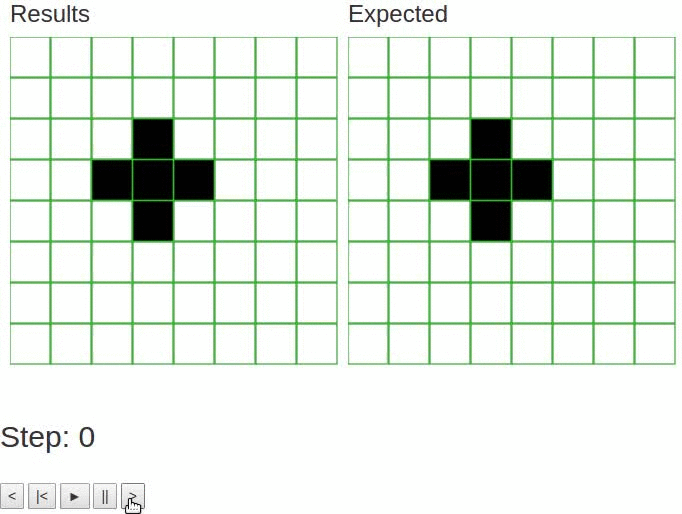 Results Expected
Step: 0
< |< ► || >